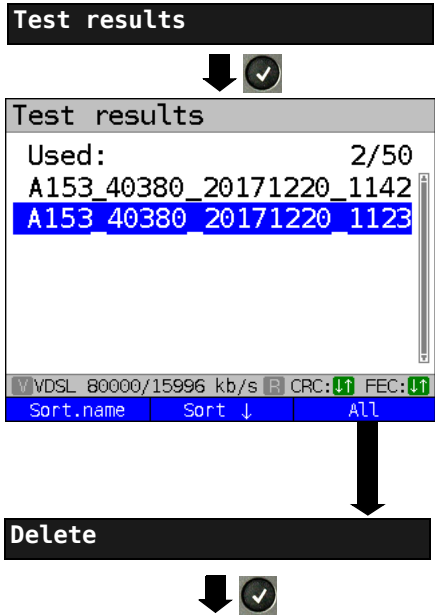 Test results
Test results
Used: 2/50
A153_40380_20171220_1142
A153_40380_20171220_1123
V VDSL 80000/15996 kb/s R CRC:↓↑ FEC:↓↑
Sort.name Sort ↓ All
Delete